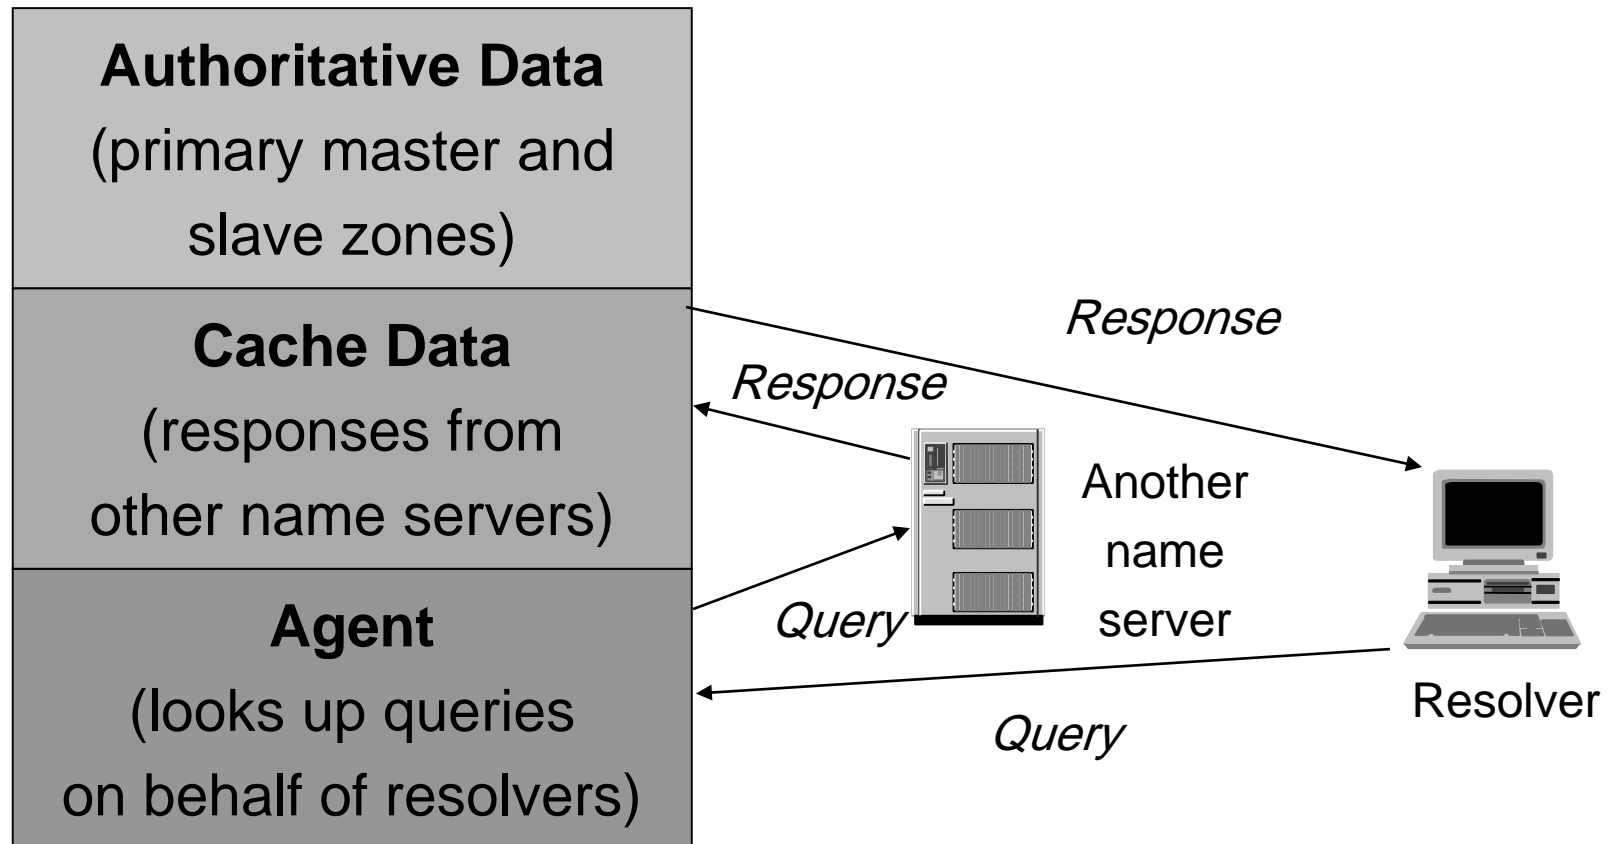 Authoritative Data
(primary master and
slave zones)
Cache Data
(responses from
other name servers)
Agent
(looks up queries
on behalf of resolvers)
Response
Response
Another
name
server
Query
Resolver
Query